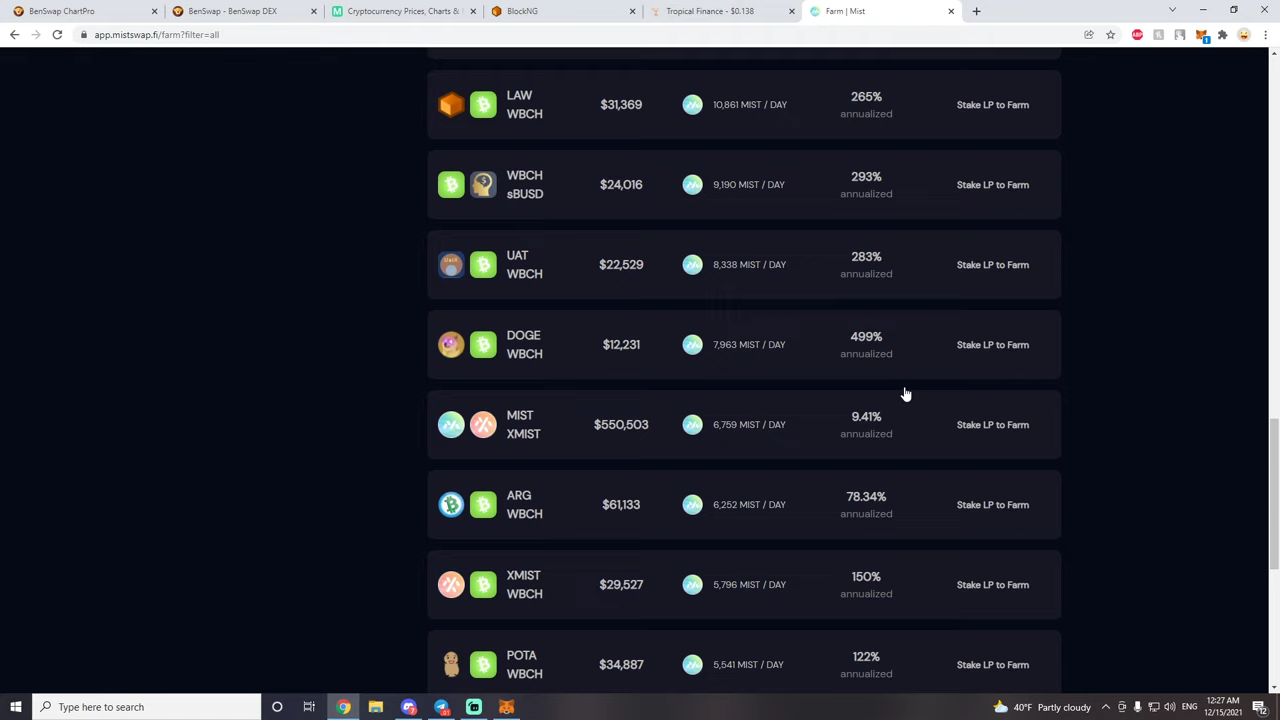 BenSwap ChartPro
BenSwap - BenSwap DEX
Cryptocurrency Prices, Charts &
BlockNG
Tropical Finance - $0.138
Farm | Mist
app.mistswap.fi/farm?filter=all
LAW
WBCH
$31,369
10,861 MIST / DAY
265%
annualized
Stake LP to Farm
WBCH
sBUSD
$24,016
9,190 MIST / DAY
293%
annualized
Stake LP to Farm
UAT
WBCH
$22,529
8,338 MIST / DAY
283%
annualized
Stake LP to Farm
DOGE
WBCH
$12,231
7,963 MIST / DAY
499%
annualized
Stake LP to Farm
MIST
XMIST
$550,503
6,759 MIST / DAY
9.41%
annualized
Stake LP to Farm
ARG
WBCH
$61,133
6,252 MIST / DAY
78.34%
annualized
Stake LP to Farm
XMIST
WBCH
$29,527
5,796 MIST / DAY
150%
annualized
Stake LP to Farm
POTA
WBCH
$34,887
5,541 MIST / DAY
122%
annualized
Stake LP to Farm
Type here to search
40°F Partly cloudy
ENG
12:27 AM
12/15/2021